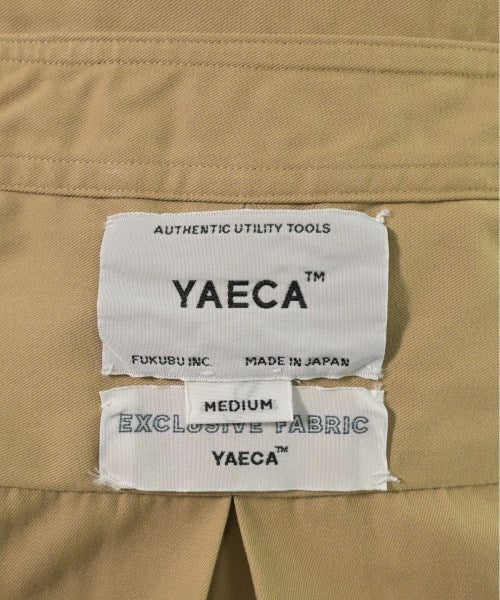 AUTHENTIC UTILITY TOOLS
YAECA™
FUKUBU INC. MADE IN JAPAN
MEDIUM
EXCLUSIVE FABRIC
YAECA™